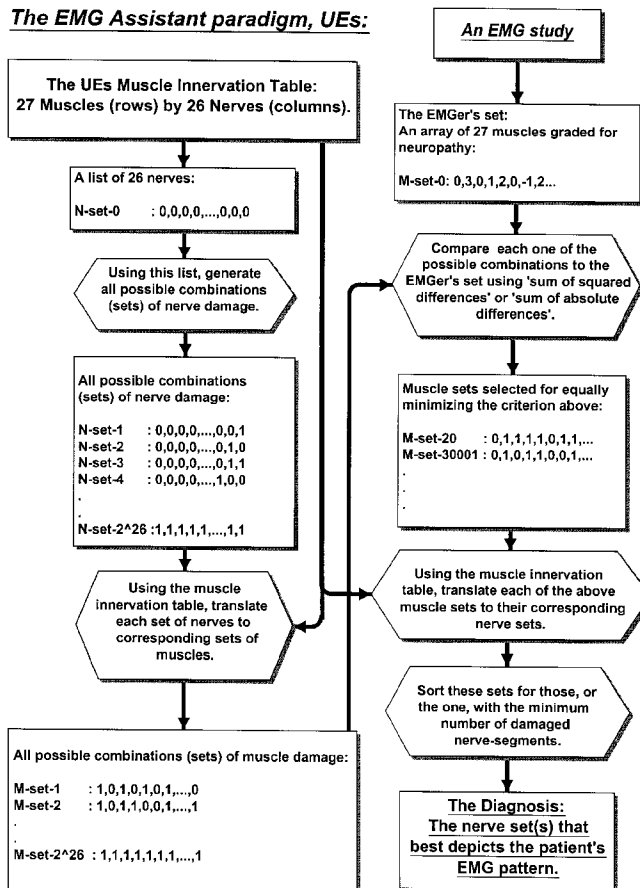 The EMG Assistant paradigm, UEs:
The UEs Muscle Innervation Table:
27 Muscles (rows) by 26 Nerves (columns).
A list of 26 nerves:
N-set-0 : 0,0,0,0,...,0,0,0
Using this list, generate
all possible combinations
(sets) of nerve damage.
All possible combinations
(sets) of nerve damage:
N-set-1 : 0,0,0,0,...,0,0,1
N-set-2 : 0,0,0,0,...,0,1,0
N-set-3 : 0,0,0,0,...,0,1,1
N-set-4 : 0,0,0,0,...,1,0,0
.
.
N-set-2^26 :1,1,1,1,1,...,1,1
Using the muscle
innervation table, translate
each set of nerves to
corresponding sets of
muscles.
All possible combinations (sets) of muscle damage:
M-set-1 : 1,0,1,0,1,0,1,...,0
M-set-2 : 1,0,1,1,0,0,1,...,1
.
.
M-set-2^26 : 1,1,1,1,1,1,1,...,1
An EMG study
The EMGer's set:
An array of 27 muscles graded for
neuropathy:
M-set-0: 0,3,0,1,2,0,-1,2...
Compare each one of the
possible combinations to the
EMGer's set using 'sum of squared
differences' or 'sum of absolute
differences'.
Muscle sets selected for equally
minimizing the criterion above:
M-set-20 : 0,1,1,1,1,0,1,1,...
M-set-30001 : 0,1,0,1,1,0,0,1,...
.
.
.
Using the muscle innervation
table, translate each of the above
muscle sets to their corresponding
nerve sets.
Sort these sets for those, or
the one, with the minimum
number of damaged
nerve-segments.
The Diagnosis:
The nerve set(s) that
best depicts the patient's
EMG pattern.